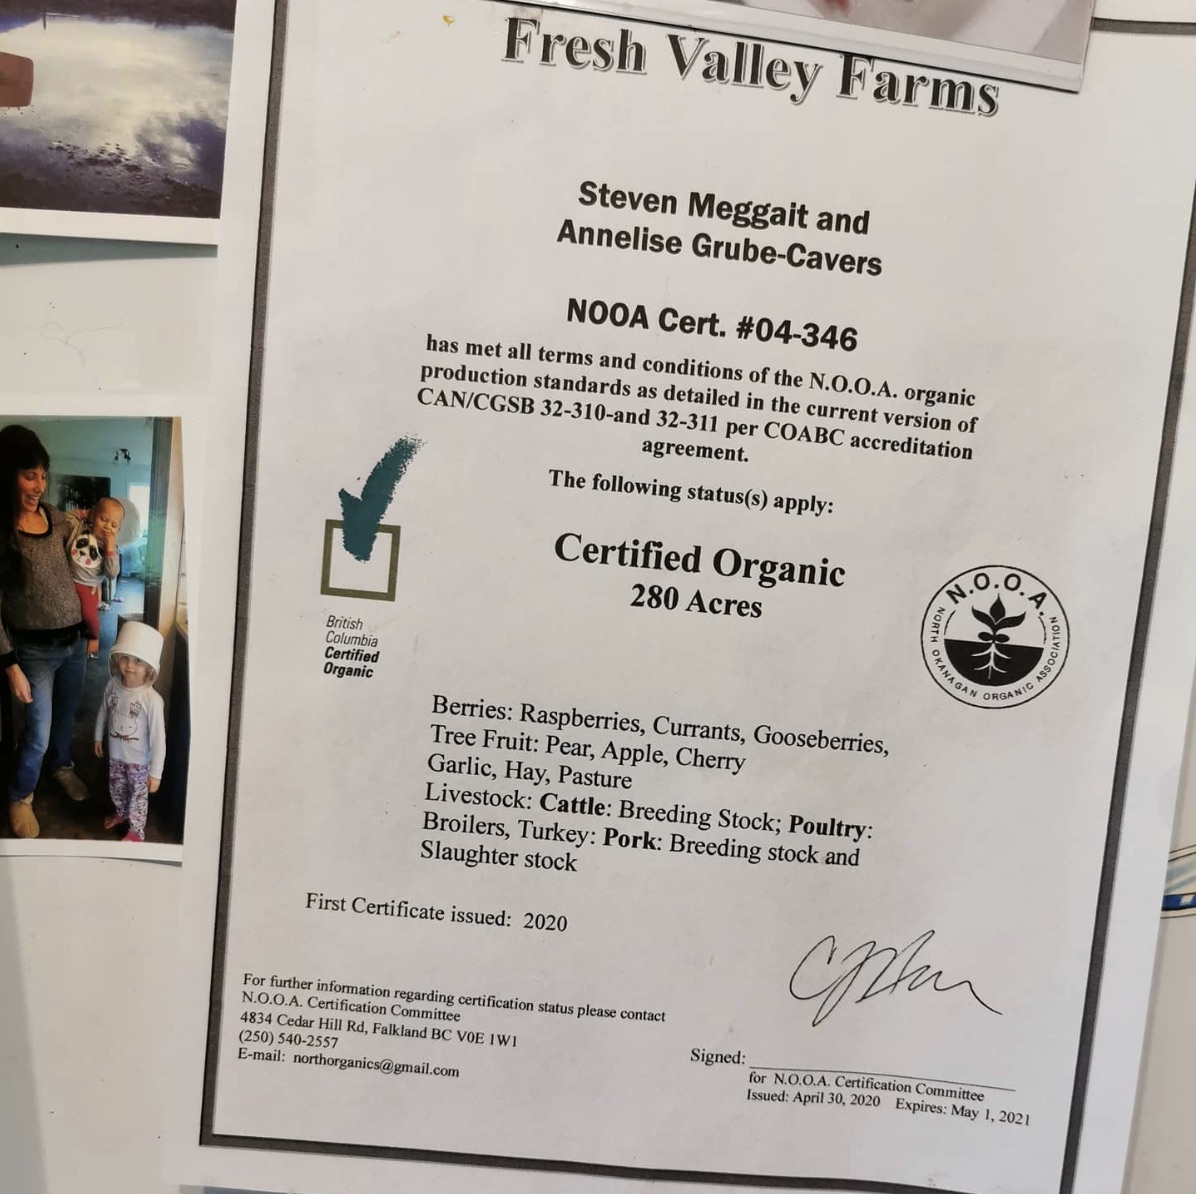 Fresh Valley Farms
Steven Meggait and
Annelise Grube-Cavers
NOOA Cert. #04-346
has met all terms and conditions of the N.O.O.A. organic
production standards as detailed in the current version of
CAN/CGSB 32-310-and 32-311 per COABC accreditation
agreement.
The following status(s) apply:
Certified Organic
280 Acres
British
Columbia
Certified
Organic
N.O.O.A.
NORTH OKANAGAN ORGANIC ASSOCIATION
Berries: Raspberries, Currants, Gooseberries,
Tree Fruit: Pear, Apple, Cherry
Garlic, Hay, Pasture
Livestock: Cattle: Breeding Stock; Poultry:
Broilers, Turkey: Pork: Breeding stock and
Slaughter stock
First Certificate issued: 2020
For further information regarding certification status please contact
N.O.O.A. Certification Committee
4834 Cedar Hill Rd, Falkland BC V0E 1W1
(250) 540-2557
E-mail: northorganics@gmail.com
Signed:
for N.O.O.A. Certification Committee
Issued: April 30, 2020 Expires: May 1, 2021